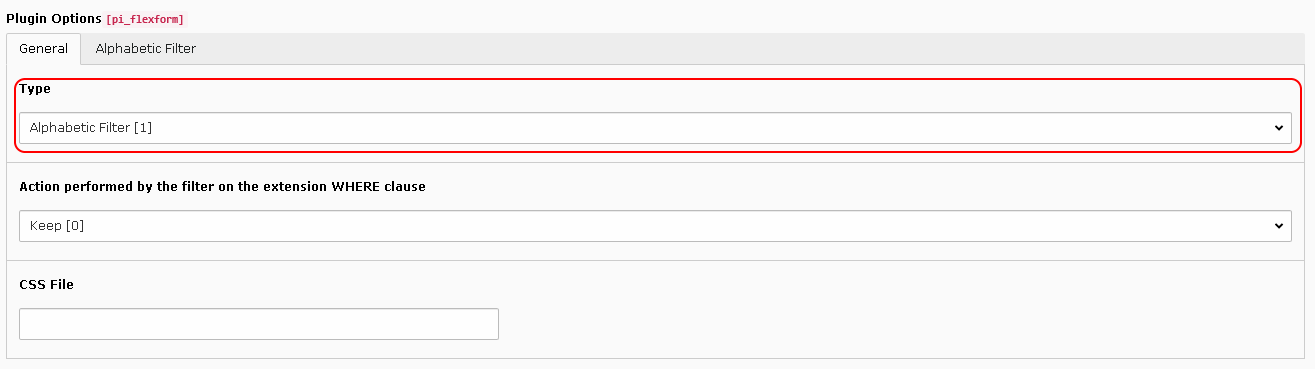 Plugin Options [pi_flexform]
General Alphabetic Filter
Type
Alphabetic Filter [1]
Action performed by the filter on the extension WHERE clause
Keep [0]
CSS File